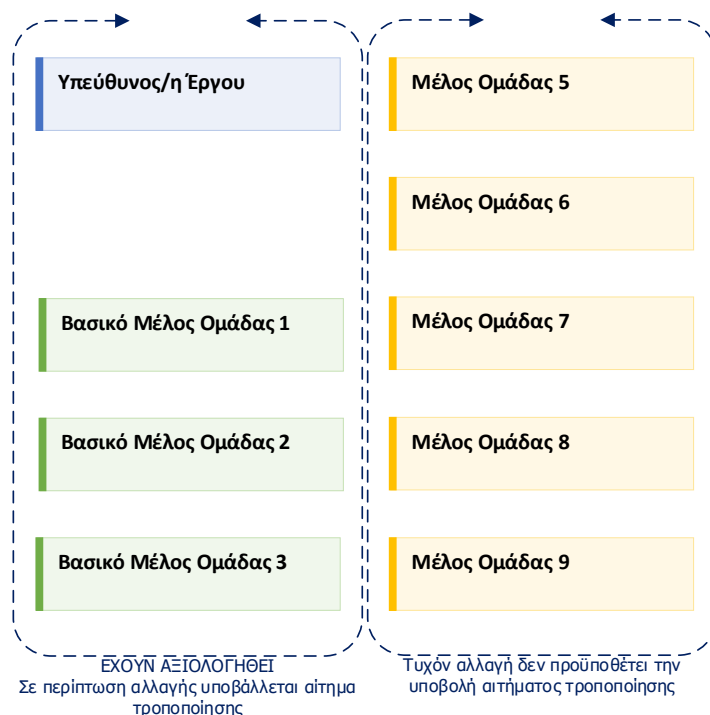 Υπεύθυνος/η Έργου
Βασικό Μέλος Ομάδας 1
Βασικό Μέλος Ομάδας 2
Βασικό Μέλος Ομάδας 3
ΕΧΟΥΝ ΑΞΙΟΛΟΓΗΘΕΙ
Σε περίπτωση αλλαγής υποβάλλεται αίτημα
τροποποίησης
Μέλος Ομάδας 5
Μέλος Ομάδας 6
Μέλος Ομάδας 7
Μέλος Ομάδας 8
Μέλος Ομάδας 9
Τυχόν αλλαγή δεν προϋποθέτει την
υποβολή αιτήματος τροποποίησης